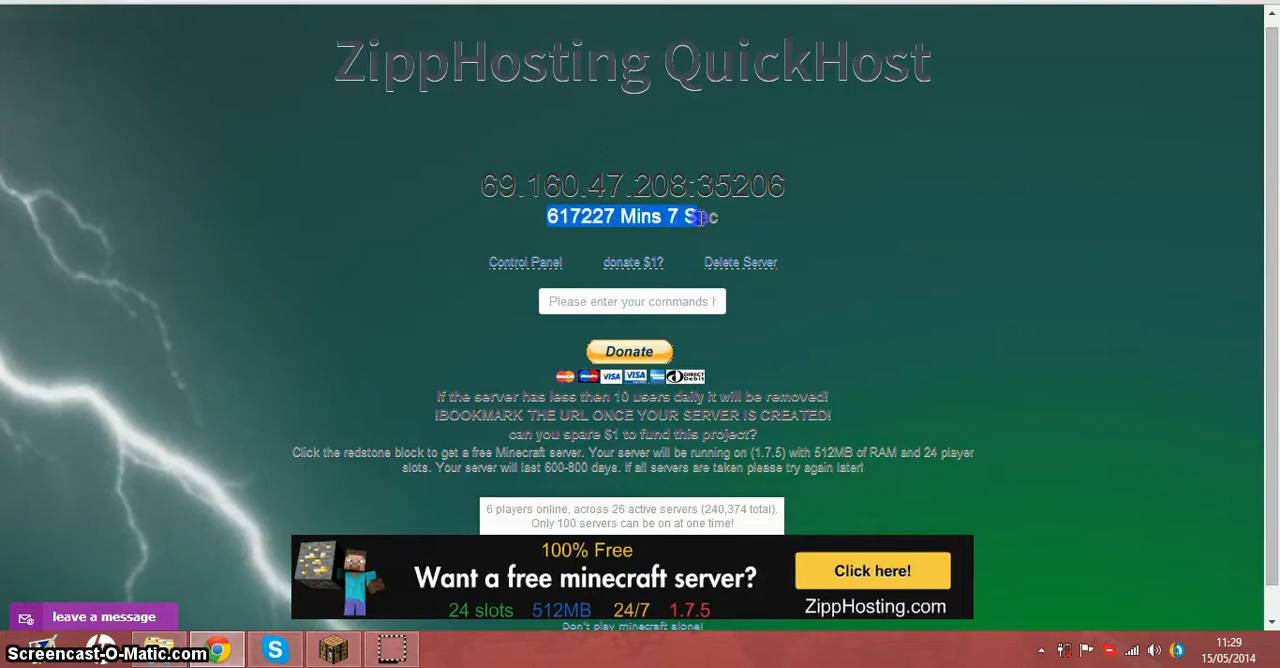 ZippHosting QuickHost
69.160.47.208:35206
617227 Mins 7 Sec
Control Panel donate $1? Delete Server
Please enter your commands h
Donate
VISA VISA DIRECT Debit
If the server has less then 10 users daily it will be removed!
!BOOKMARK THE URL ONCE YOUR SERVER IS CREATED!
can you spare $1 to fund this project?
Click the redstone block to get a free Minecraft server. Your server will be running on (1.7.5) with 512MB of RAM and 24 player
slots. Your server will last 600-800 days. If all servers are taken please try again later!
6 players online, across 26 active servers (240,374 total).
Only 100 servers can be on at one time!
100% Free
Want a free minecraft server?
Click here!
24 slots 512MB 24/7 1.7.5
ZippHosting.com
Don't play minecraft alone!
leave a message
Screencast-O-Matic.com
11:29
15/05/2014